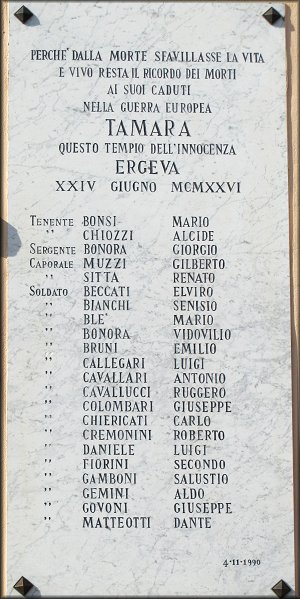 PERCHE' DALLA MORTE SFAVILLASSE LA VITA
E VIVO RESTA IL RICORDO DEI MORTI
AI SUOI CADUTI
NELLA GUERRA EUROPEA
TAMARA
QUESTO TEMPIO DELL'INNOCENZA
ERGEVA
XXIV GIUGNO MCMXXVI
TENENTE BONSI MARIO
" CHIOZZI ALCIDE
SERGENTE BONORA GIORGIO
CAPORALE MUZZI GILBERTO
" SITTA RENATO
SOLDATO BECCATI ELVIRO
" BIANCHI SENISIO
" BLE' MARIO
" BONORA VIDOVILIO
" BRUNI EMILIO
" CALLEGARI LUIGI
" CAVALLARI ANTONIO
" CAVALLUCCI RUGGERO
" COLOMBARI GIUSEPPE
" CHIERICATI CARLO
" CREMONINI ROBERTO
" DANIELE LUIGI
" FIORINI SECONDO
" GAMBONI SALUSTIO
" GEMINI ALDO
" GOVONI GIUSEPPE
" MATTEOTTI DANTE
4-11-1990